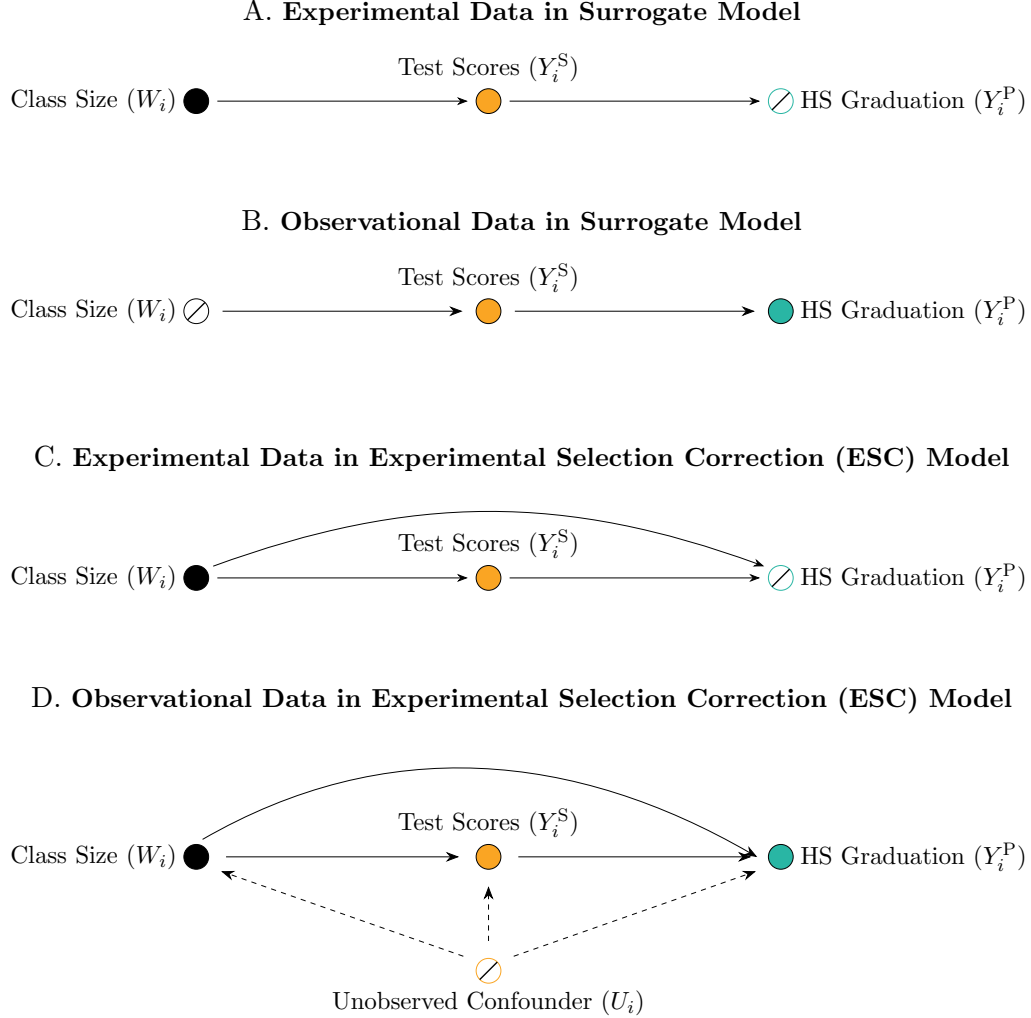 A. Experimental Data in Surrogate Model
Test Scores (Y_i^S)
Class Size (W_i)
HS Graduation (Y_i^P)
B. Observational Data in Surrogate Model
Test Scores (Y_i^S)
Class Size (W_i)
HS Graduation (Y_i^P)
C. Experimental Data in Experimental Selection Correction (ESC) Model
Test Scores (Y_i^S)
Class Size (W_i)
HS Graduation (Y_i^P)
D. Observational Data in Experimental Selection Correction (ESC) Model
Test Scores (Y_i^S)
Class Size (W_i)
HS Graduation (Y_i^P)
Unobserved Confounder (U_i)